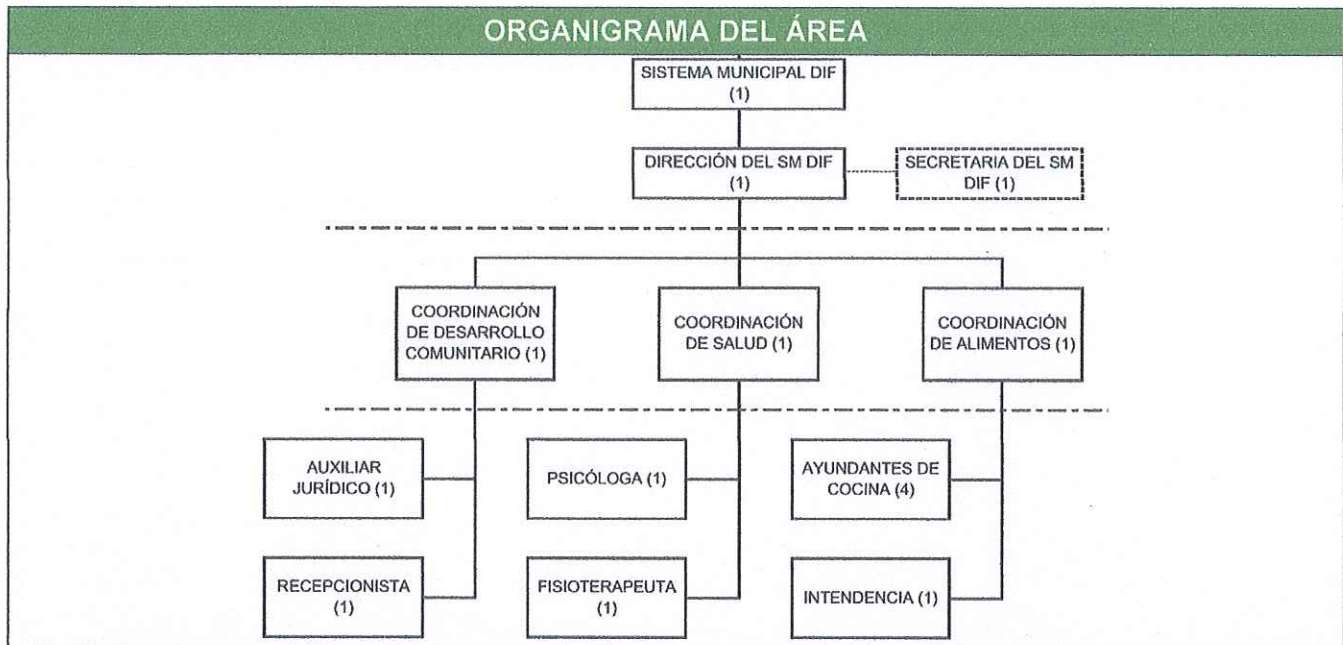 ORGANIGRAMA DEL ÁREA
SISTEMA MUNICIPAL DIF
(1)
DIRECCIÓN DEL SM DIF
(1)
SECRETARIA DEL SM
DIF (1)
COORDINACIÓN
DE DESARROLLO
COMUNITARIO (1)
COORDINACIÓN
DE SALUD (1)
COORDINACIÓN
DE ALIMENTOS (1)
AUXILIAR
JURÍDICO (1)
PSICÓLOGA (1)
AYUNDANTES DE
COCINA (4)
RECEPCIONISTA
(1)
FISIOTERAPEUTA
(1)
INTENDENCIA (1)